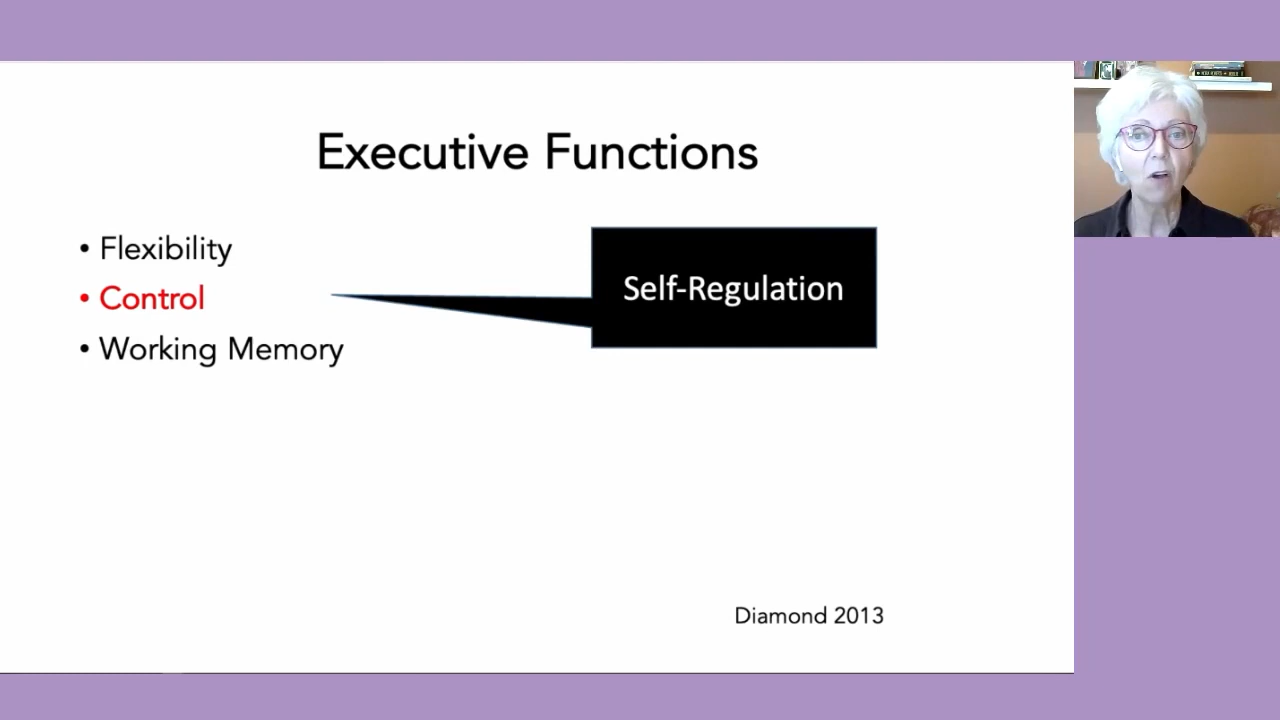 Executive Functions
• Flexibility
• Control
• Working Memory
Self-Regulation
Diamond 2013